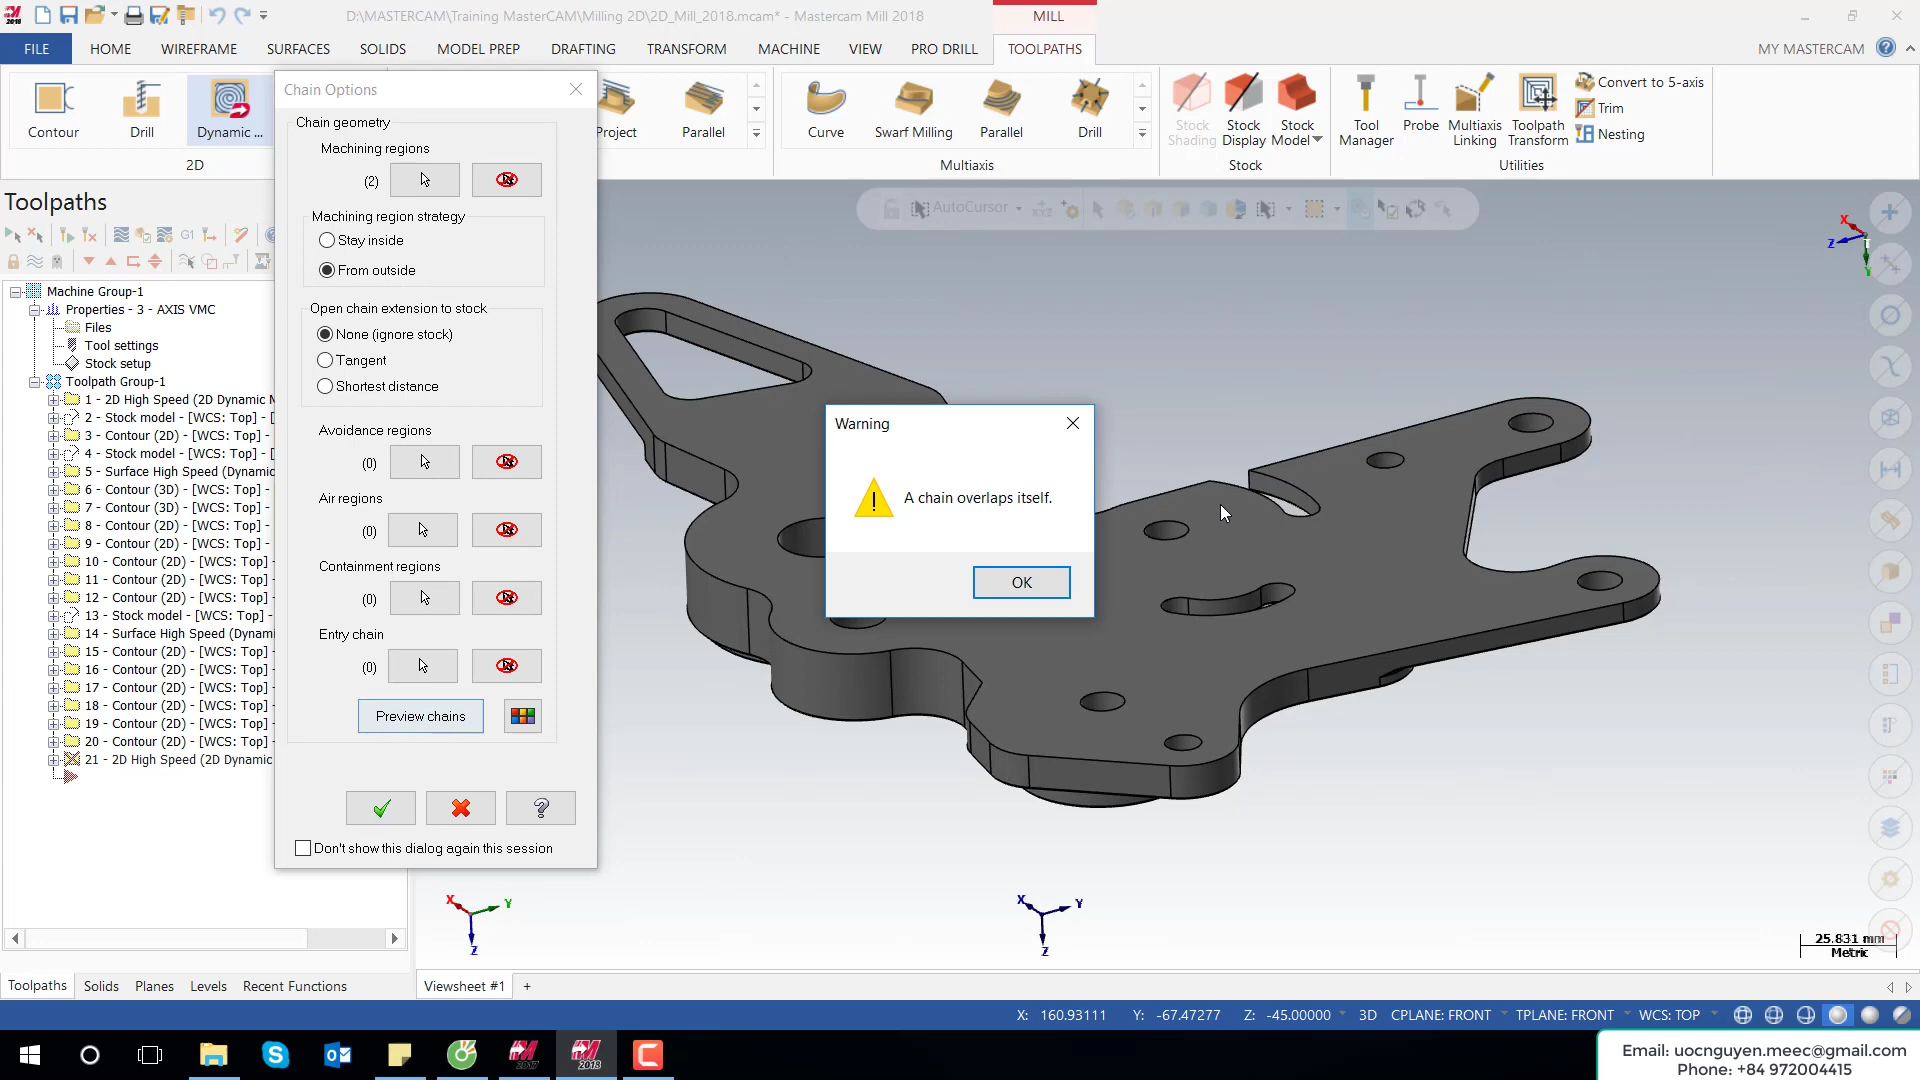 D:\MASTERCAM\Training MasterCAM\Milling 2D\2D_Mill_2018.mcam* - Mastercam Mill 2018
MILL
FILE HOME WIREFRAME SURFACES SOLIDS MODEL PREP DRAFTING TRANSFORM MACHINE VIEW PRO DRILL TOOLPATHS MY MASTERCAM
Contour Drill Dynamic ... Project Parallel Curve Swarf Milling Parallel Drill
Stock Shading Stock Display Stock Model Tool Manager Probe Multiaxis Linking Toolpath Transform
Convert to 5-axis
Trim
Nesting
2D Multiaxis Stock Utilities
Chain Options
Chain geometry
Machining regions
(2)
Machining region strategy
Stay inside
From outside
Open chain extension to stock
None (ignore stock)
Tangent
Shortest distance
Avoidance regions
(0)
Air regions
(0)
Containment regions
(0)
Entry chain
(0)
Preview chains
Don't show this dialog again this session
Toolpaths
G1
Machine Group-1
Properties - 3 - AXIS VMC
Files
Tool settings
Stock setup
Toolpath Group-1
1 - 2D High Speed (2D Dynamic M
2 - Stock model - [WCS: Top] - [
3 - Contour (2D) - [WCS: Top] -
4 - Stock model - [WCS: Top] - [
5 - Surface High Speed (Dynamic
6 - Contour (3D) - [WCS: Top] -
7 - Contour (3D) - [WCS: Top] -
8 - Contour (2D) - [WCS: Top] -
9 - Contour (2D) - [WCS: Top] -
10 - Contour (2D) - [WCS: Top]
11 - Contour (2D) - [WCS: Top]
12 - Contour (2D) - [WCS: Top]
13 - Stock model - [WCS: Top] -
14 - Surface High Speed (Dynami
15 - Contour (2D) - [WCS: Top]
16 - Contour (2D) - [WCS: Top]
17 - Contour (2D) - [WCS: Top]
18 - Contour (2D) - [WCS: Top]
19 - Contour (2D) - [WCS: Top]
20 - Contour (2D) - [WCS: Top]
21 - 2D High Speed (2D Dynamic
AutoCursor
Warning
A chain overlaps itself.
OK
X Z Y
X Y Z
X Y Z
25.831 mm
Metric
Toolpaths Solids Planes Levels Recent Functions Viewsheet #1 +
X: 160.93111 Y: -67.47277 Z: -45.00000 3D CPLANE: FRONT TPLANE: FRONT WCS: TOP
2017 2018
Email: uocnguyen.meec@gmail.com
Phone: +84 972004415